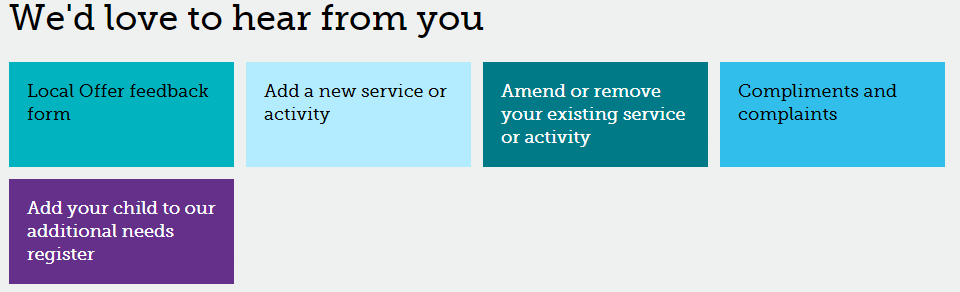 We'd love to hear from you
Local Offer feedback
form
Add a new service or
activity
Amend or remove
your existing service
or activity
Compliments and
complaints
Add your child to our
additional needs
register